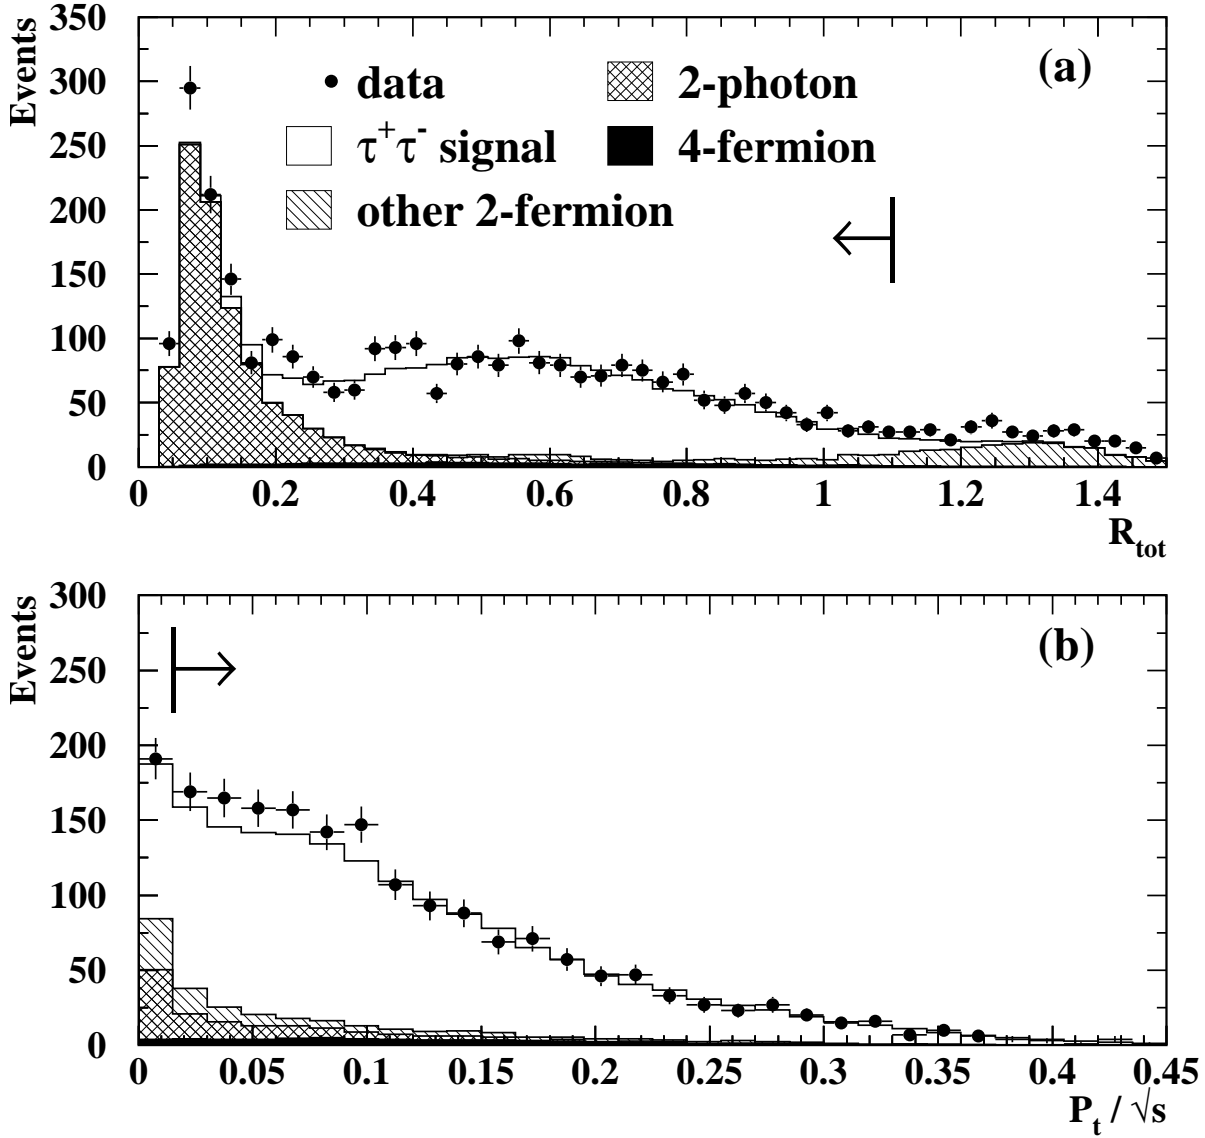 350
300
250
200
150
100
50
0
Events
(a)
data
2-photon
τ+τ- signal
4-fermion
other 2-fermion
0 0.2 0.4 0.6 0.8 1 1.2 1.4
Rtot
300
250
200
150
100
50
0
Events
(b)
0 0.05 0.1 0.15 0.2 0.25 0.3 0.35 0.4 0.45
Pt / √s